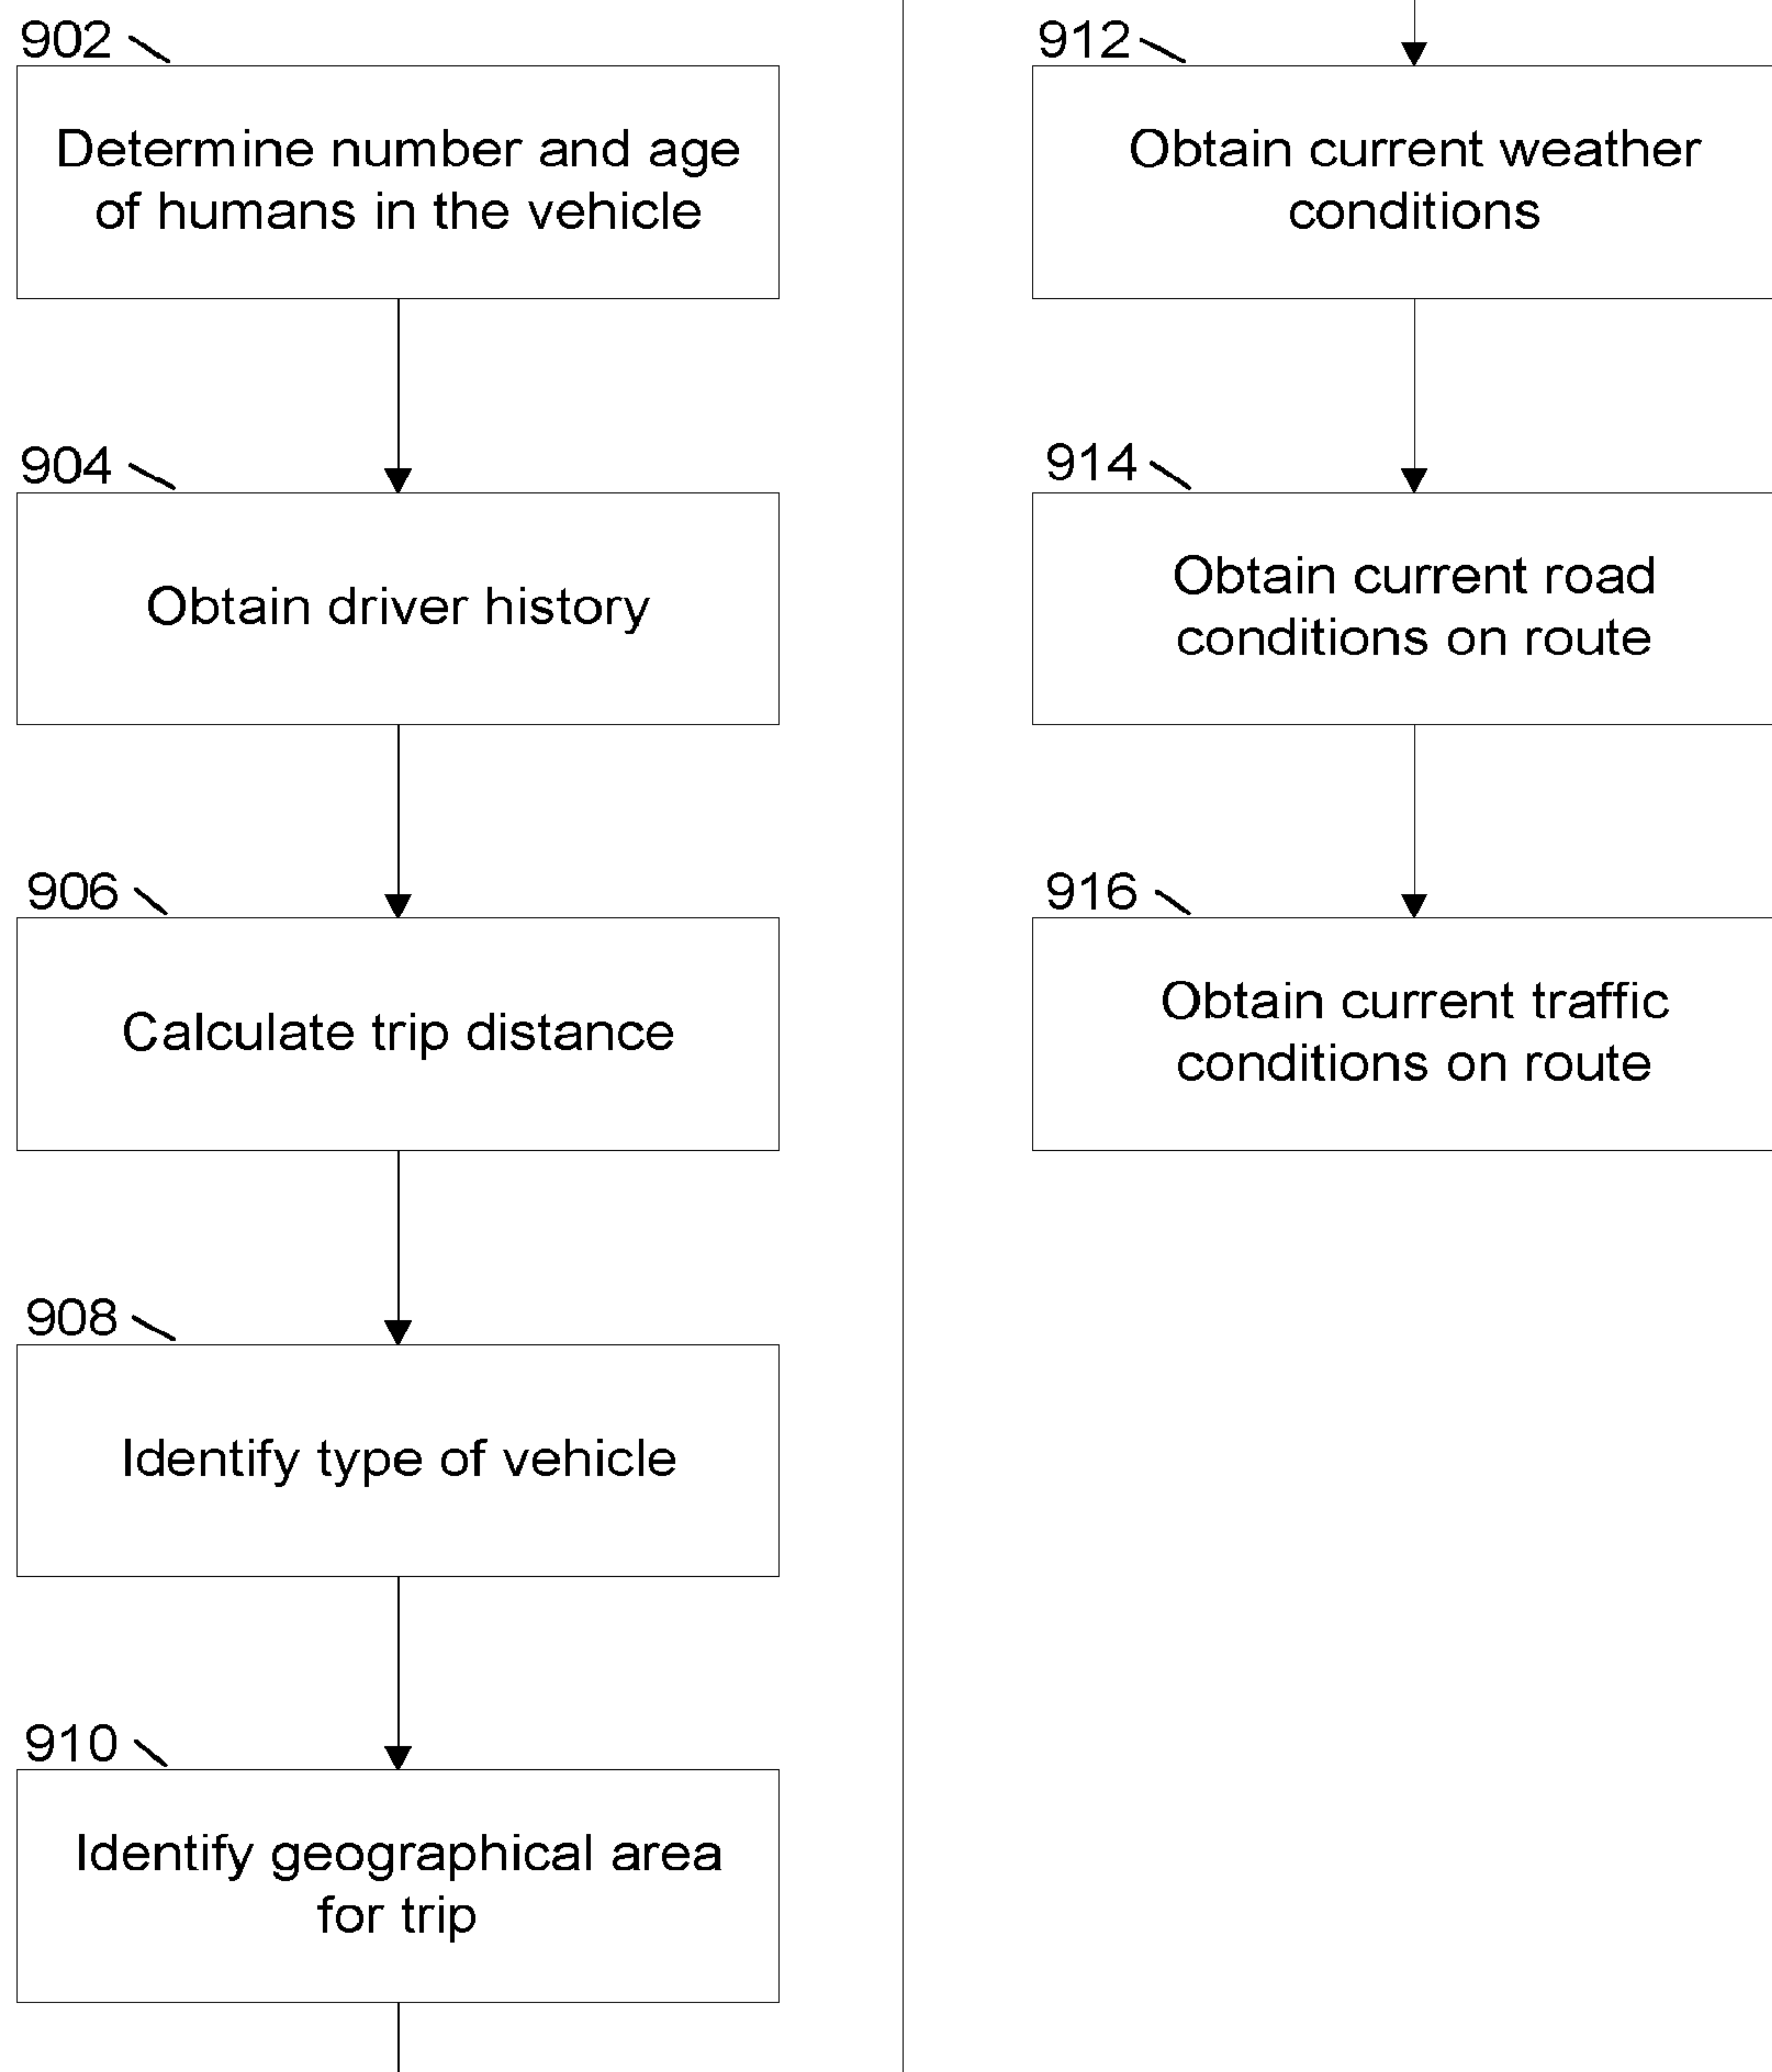 902
Determine number and age
of humans in the vehicle
904
Obtain driver history
906
Calculate trip distance
908
Identify type of vehicle
910
Identify geographical area
for trip
912
Obtain current weather
conditions
914
Obtain current road
conditions on route
916
Obtain current traffic
conditions on route